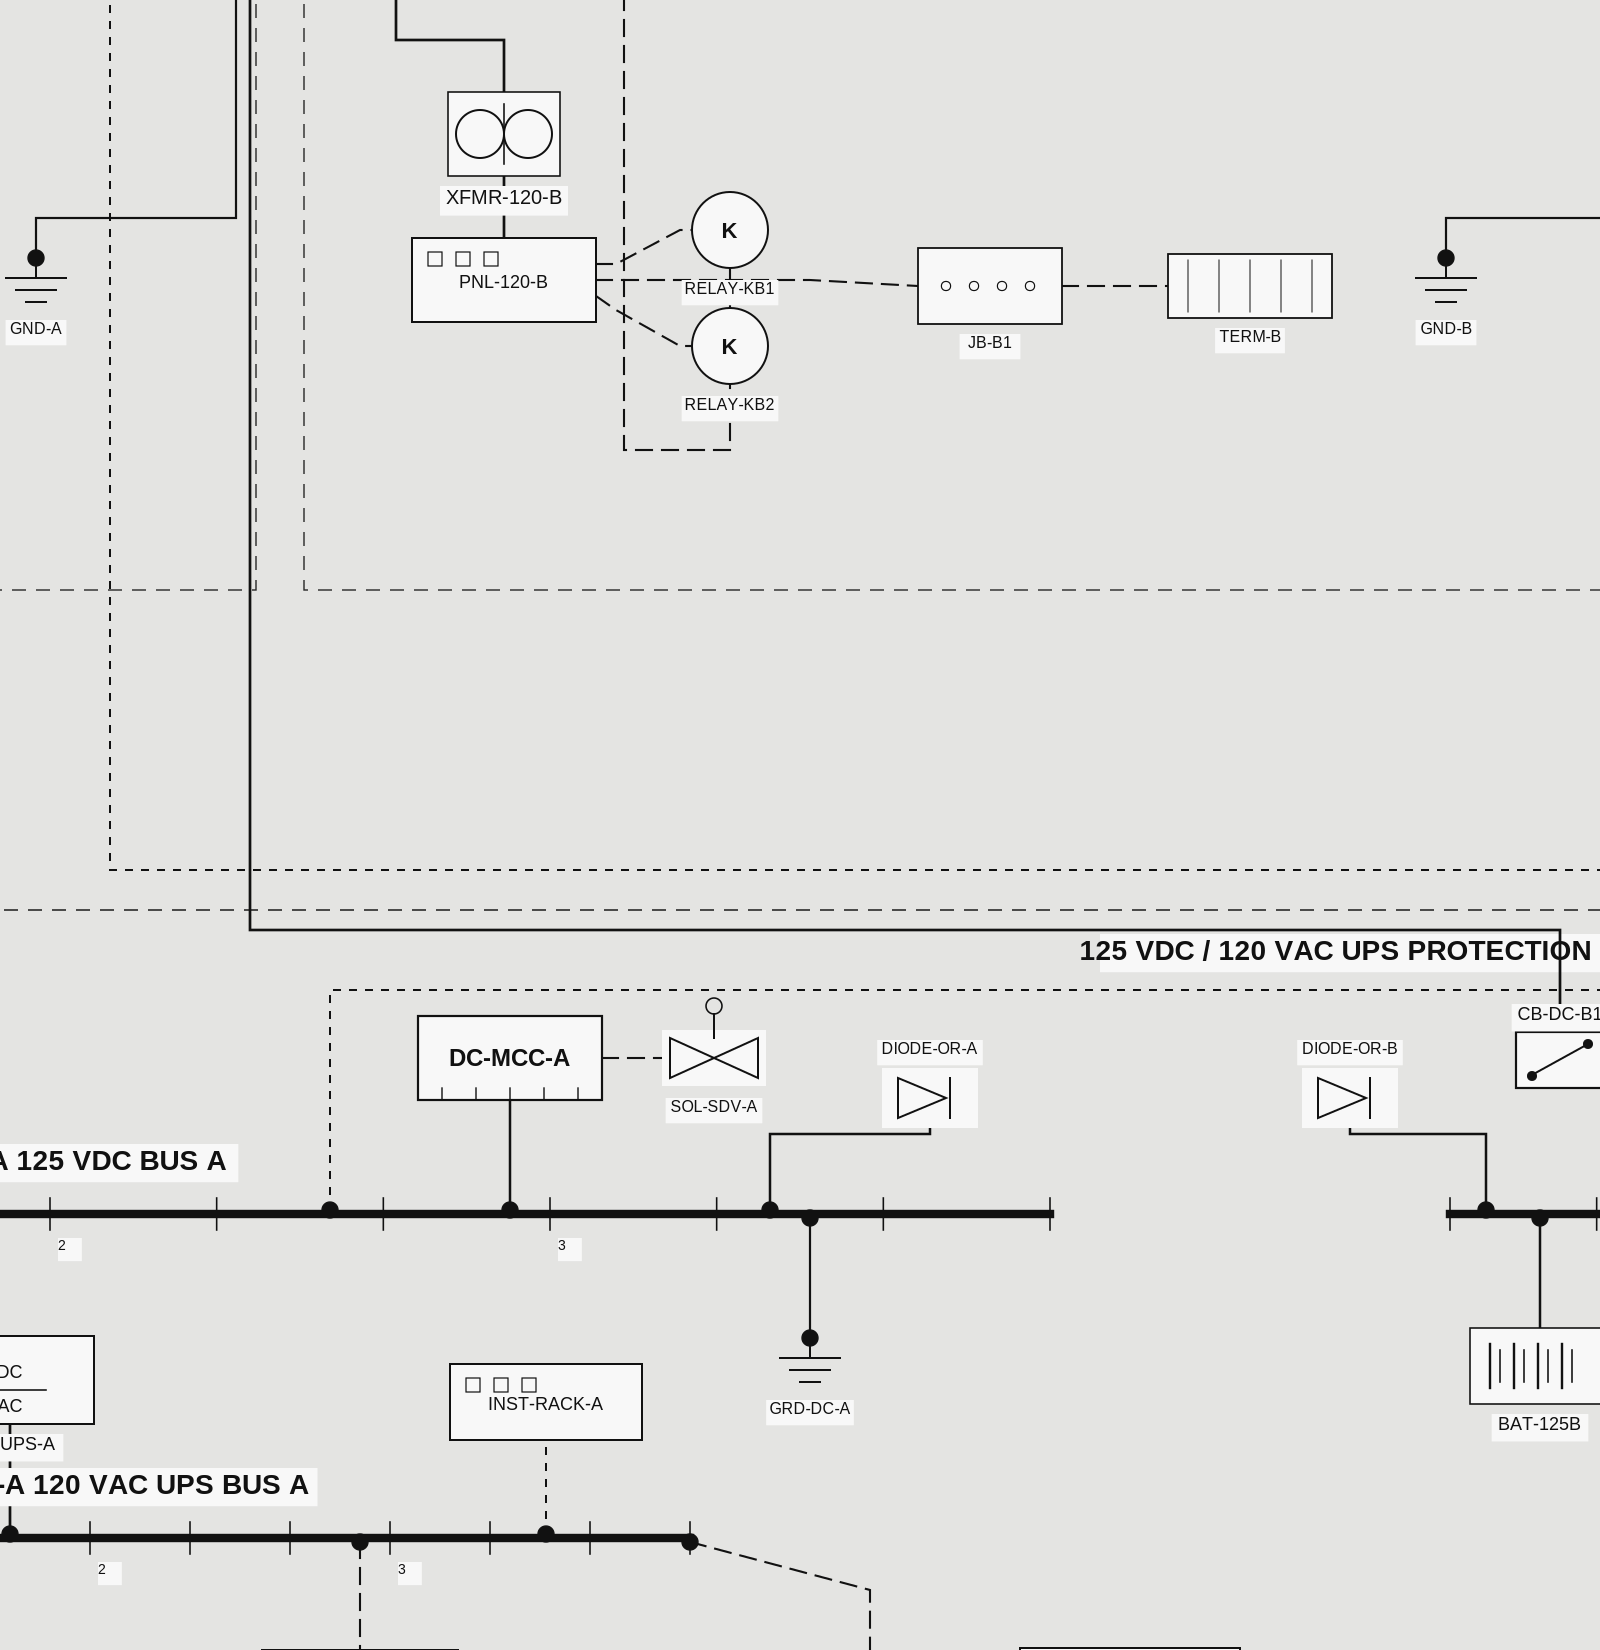 XFMR-120-B
K
PNL-120-B
RELAY-KB1
K
RELAY-KB2
JB-B1
TERM-B
GND-A
GND-B
125 VDC / 120 VAC UPS PROTECTION
CB-DC-B1
DC-MCC-A
SOL-SDV-A
DIODE-OR-A
DIODE-OR-B
A 125 VDC BUS A
2
3
DC
AC
UPS-A
INST-RACK-A
GRD-DC-A
BAT-125B
-A 120 VAC UPS BUS A
2
3